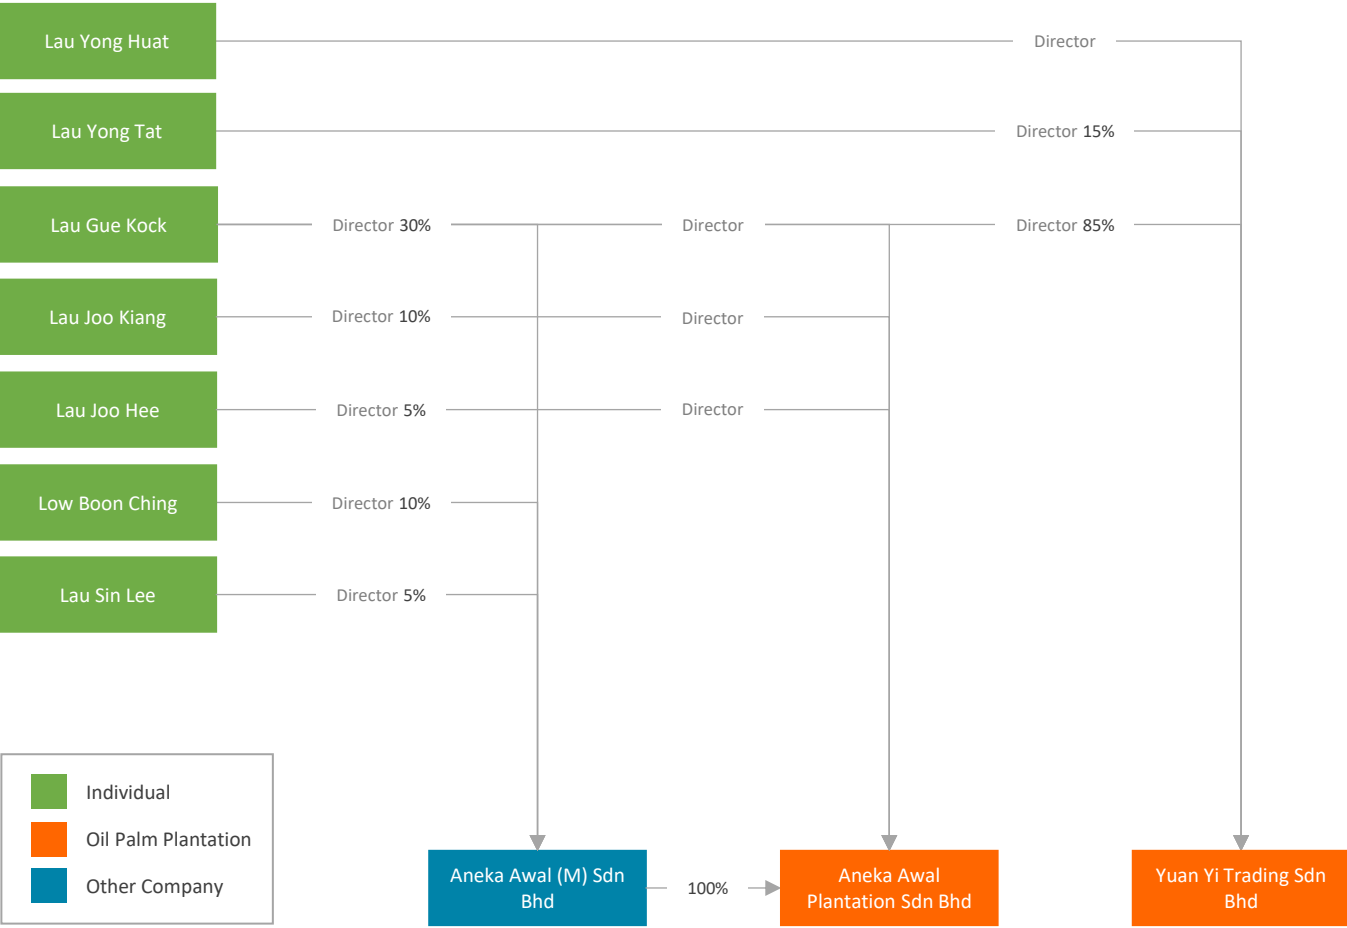 Lau Yong Huat
Director
Lau Yong Tat
Director 15%
Lau Gue Kock
Director 30%
Director
Director 85%
Lau Joo Kiang
Director 10%
Director
Lau Joo Hee
Director 5%
Director
Low Boon Ching
Director 10%
Lau Sin Lee
Director 5%
Individual
Oil Palm Plantation
Other Company
Aneka Awal (M) Sdn
Bhd
100%
Aneka Awal
Plantation Sdn Bhd
Yuan Yi Trading Sdn
Bhd